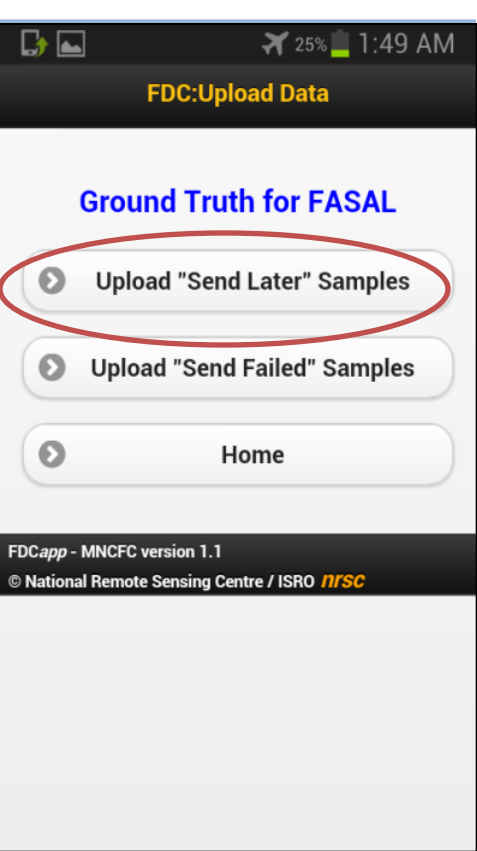 25% 1:49 AM
FDC:Upload Data
Ground Truth for FASAL
Upload "Send Later" Samples
Upload "Send Failed" Samples
Home
FDCapp - MNCFC version 1.1
© National Remote Sensing Centre / ISRO nrsc